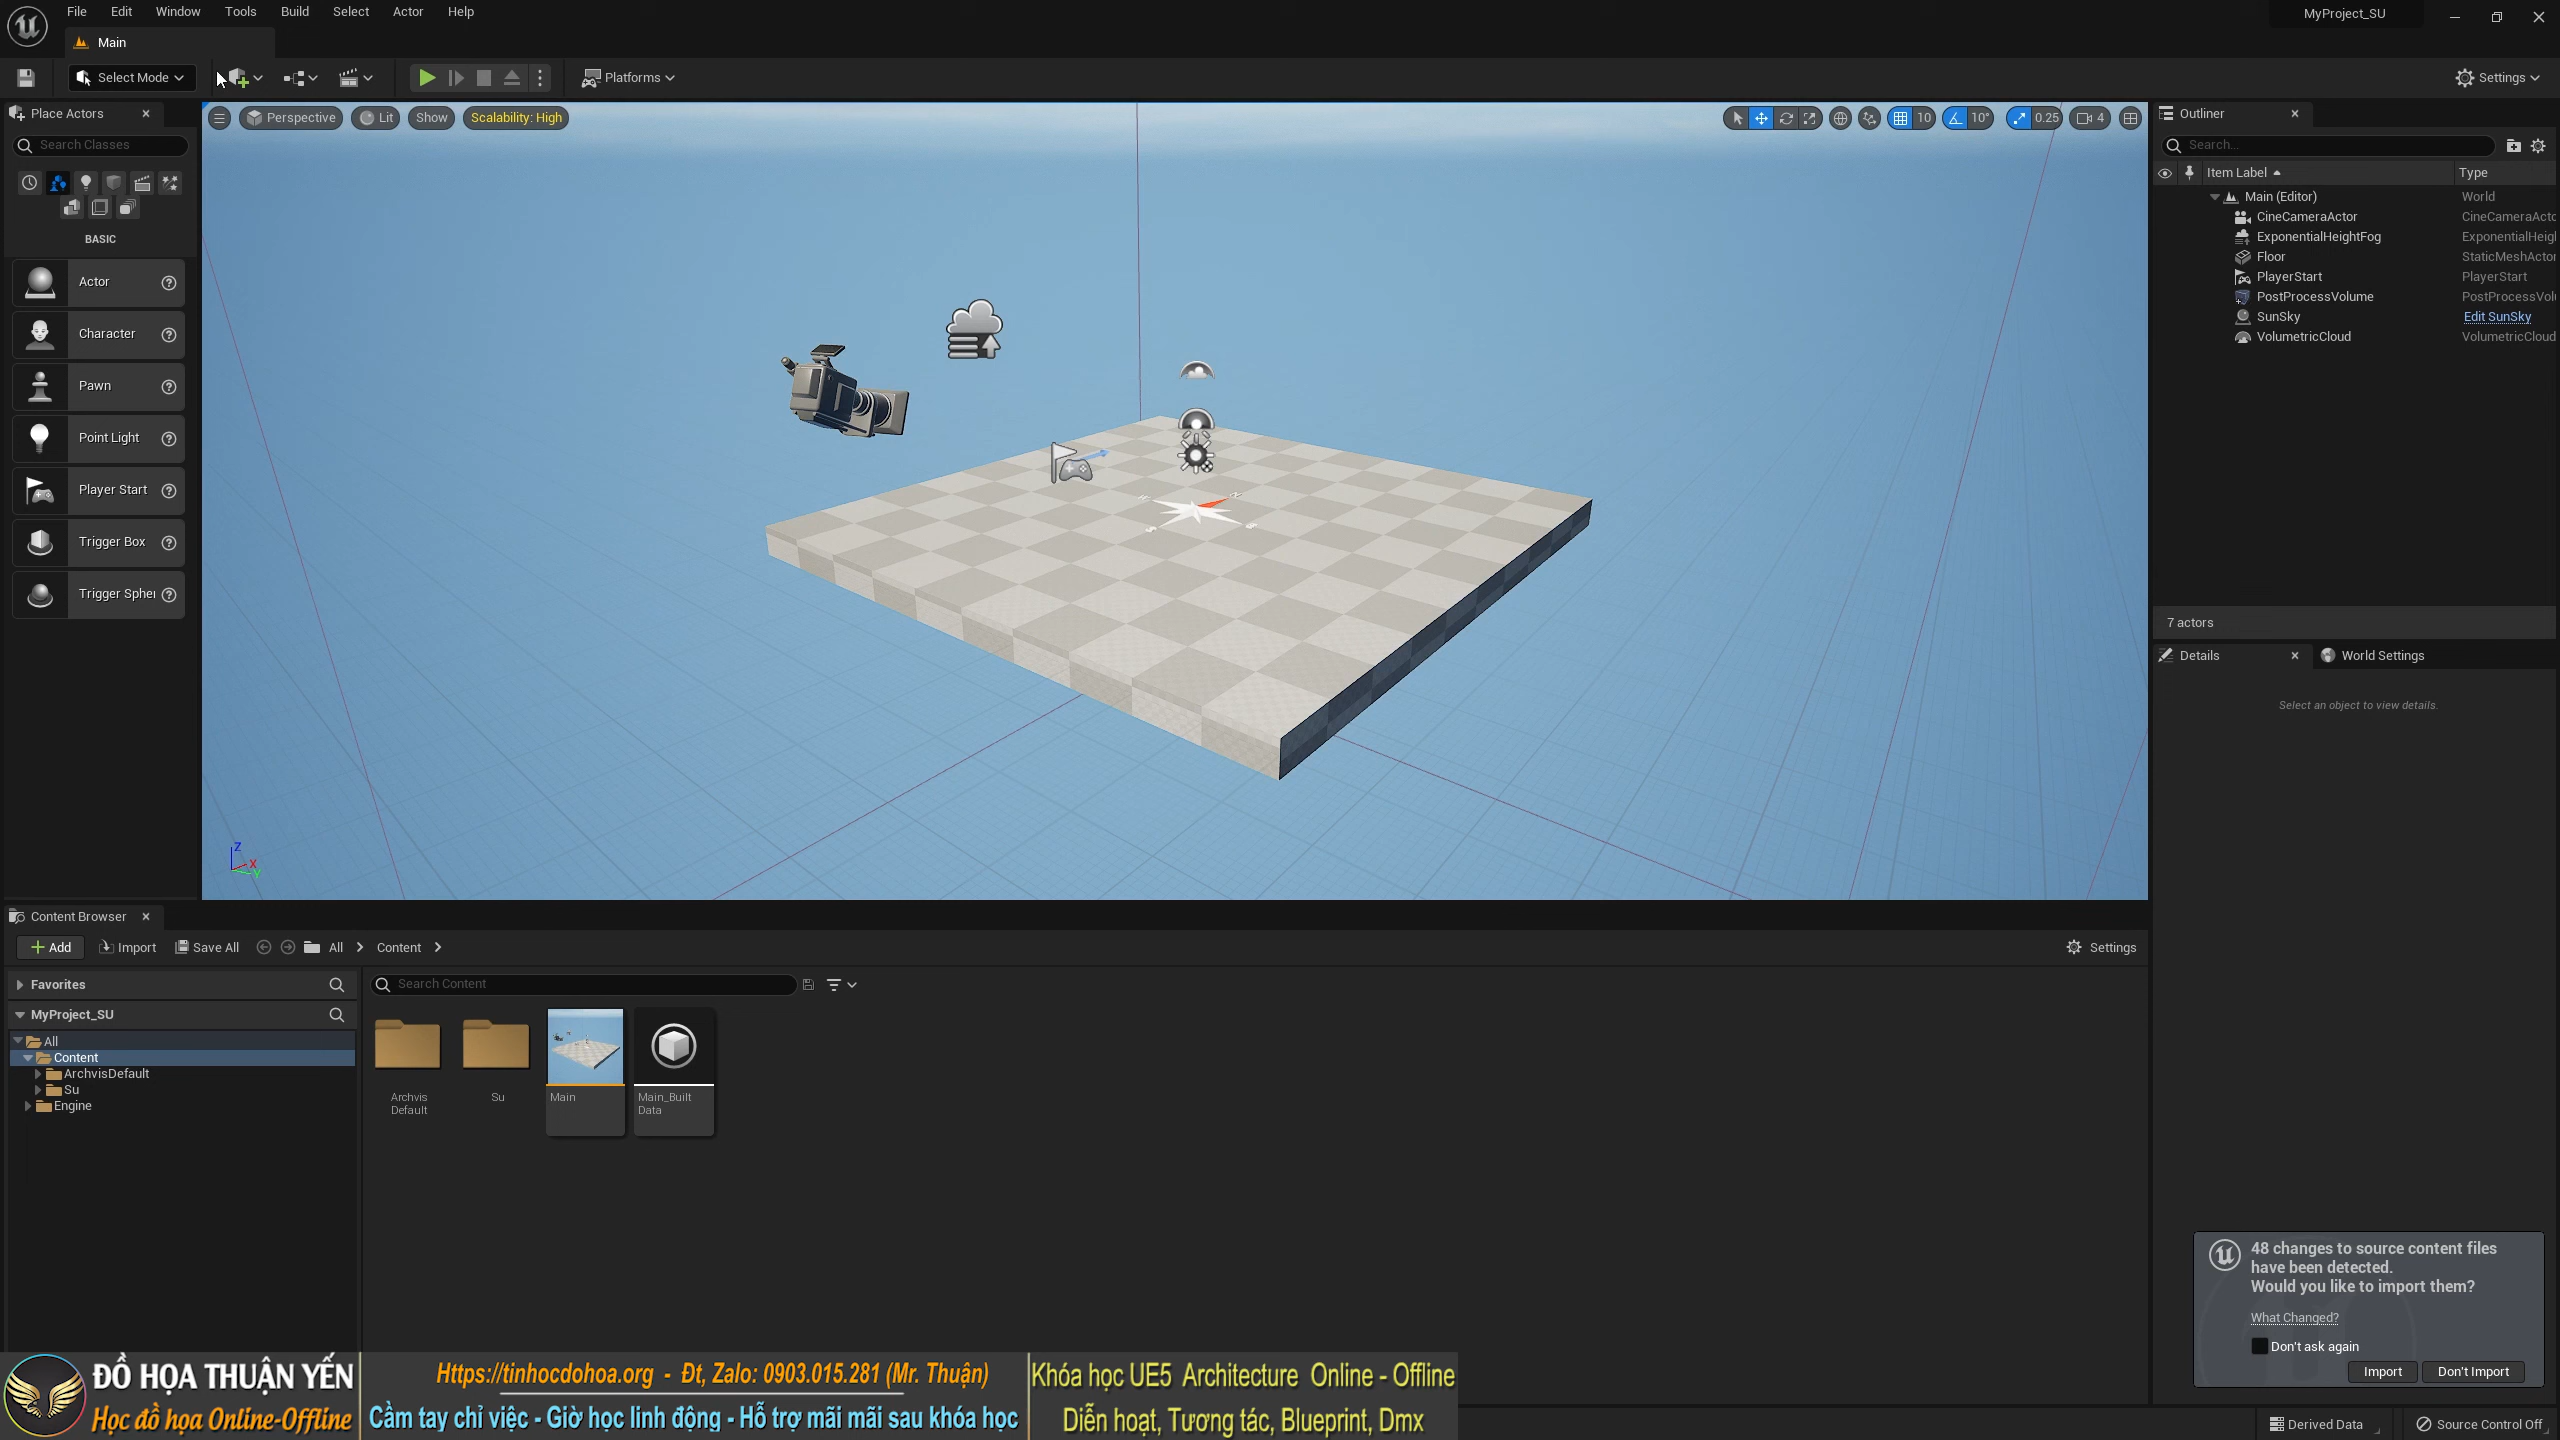 File Edit Window Tools Build Select Actor Help
MyProject_SU
Main
Select Mode
Platforms
Settings
Place Actors
Search Classes
BASIC
Actor
Character
Pawn
Point Light
Player Start
Trigger Box
Trigger Spher
Perspective
Lit
Show
Scalability: High
10
10°
0.25
4
Z
X
Y
Outliner
Search...
Item Label Type
Main (Editor) World
CineCameraActor CineCameraActo
ExponentialHeightFog ExponentialHeigh
Floor StaticMeshActor
PlayerStart PlayerStart
PostProcessVolume PostProcessVolu
SunSky Edit SunSky
VolumetricCloud VolumetricCloud
7 actors
Details
World Settings
Select an object to view details.
Content Browser
Add
Import
Save All
All
Content
Settings
Favorites
MyProject_SU
All
Content
ArchvisDefault
Su
Engine
Search Content
Archvis
Default
Su
Main
Main_Built
Data
48 changes to source content files
have been detected.
Would you like to import them?
What Changed?
Don't ask again
Import
Don't Import
ĐỒ HỌA THUẬN YẾN
Học đồ họa Online-Offline
Https://tinhocdohoa.org - Đt, Zalo: 0903.015.281 (Mr. Thuận)
Cầm tay chỉ việc - Giờ học linh động - Hỗ trợ mãi mãi sau khóa học
Khóa học UE5 Architecture Online - Offline
Diễn hoạt, Tương tác, Blueprint, Dmx
Derived Data
Source Control Off